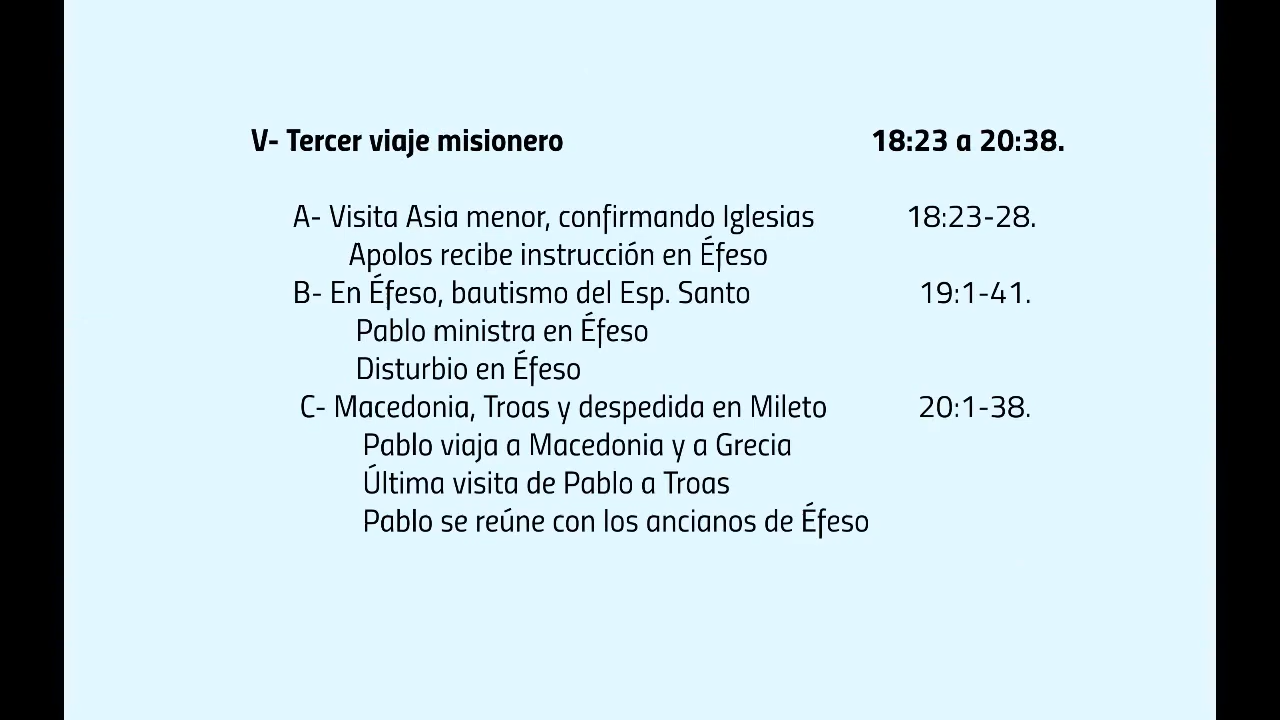 V- Tercer viaje misionero 18:23 a 20:38.
A- Visita Asia menor, confirmando Iglesias 18:23-28.
Apolos recibe instrucción en Éfeso
B- En Éfeso, bautismo del Esp. Santo 19:1-41.
Pablo ministra en Éfeso
Disturbio en Éfeso
C- Macedonia, Troas y despedida en Mileto 20:1-38.
Pablo viaja a Macedonia y a Grecia
Última visita de Pablo a Troas
Pablo se reúne con los ancianos de Éfeso